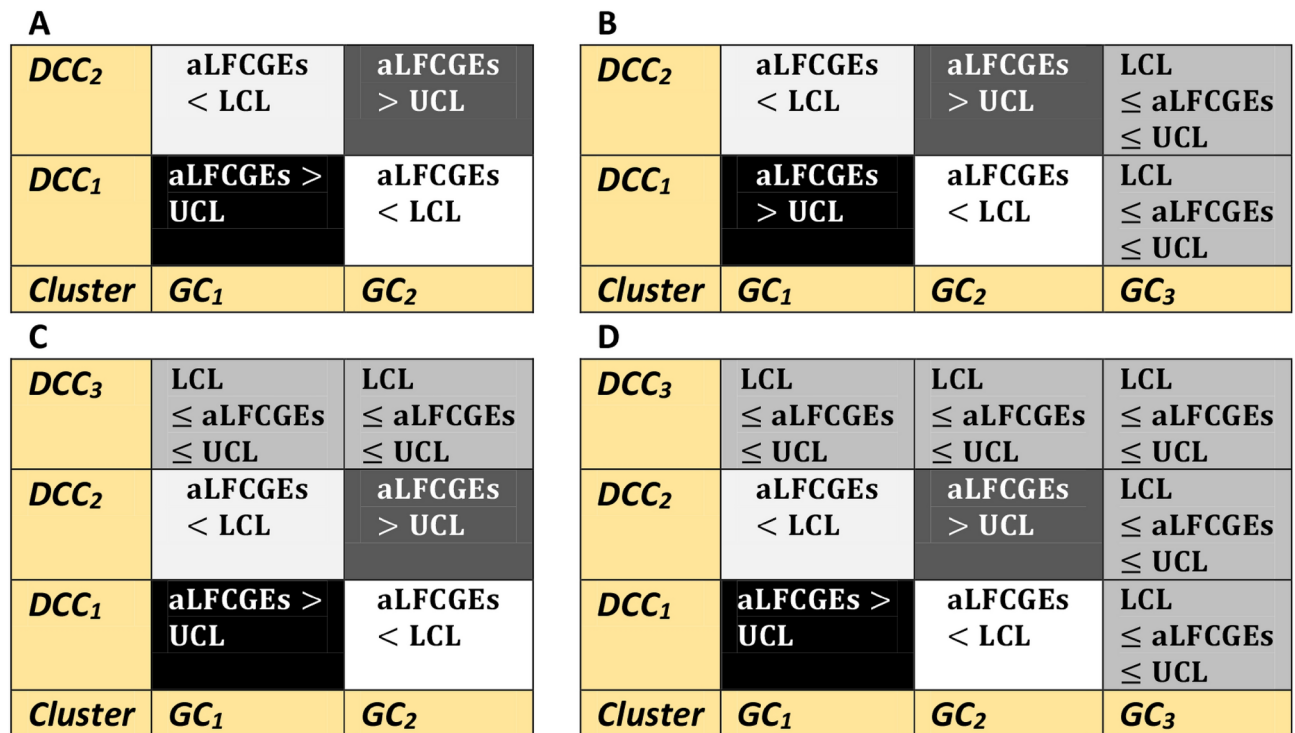 A
DCC₂
aLFCGEs
< LCL
aLFCGEs
> UCL
DCC₁
aLFCGEs >
UCL
aLFCGEs
< LCL
Cluster GC₁ GC₂
B
DCC₂
aLFCGEs
< LCL
aLFCGEs
> UCL
LCL
≤ aLFCGEs
≤ UCL
DCC₁
aLFCGEs
> UCL
aLFCGEs
< LCL
LCL
≤ aLFCGEs
≤ UCL
Cluster GC₁ GC₂ GC₃
C
DCC₃
LCL
≤ aLFCGEs
≤ UCL
LCL
≤ aLFCGEs
≤ UCL
DCC₂
aLFCGEs
< LCL
aLFCGEs
> UCL
DCC₁
aLFCGEs >
UCL
aLFCGEs
< LCL
Cluster GC₁ GC₂
D
DCC₃
LCL
≤ aLFCGEs
≤ UCL
LCL
≤ aLFCGEs
≤ UCL
LCL
≤ aLFCGEs
≤ UCL
DCC₂
aLFCGEs
< LCL
aLFCGEs
> UCL
LCL
≤ aLFCGEs
≤ UCL
DCC₁
aLFCGEs >
UCL
aLFCGEs
< LCL
LCL
≤ aLFCGEs
≤ UCL
Cluster GC₁ GC₂ GC₃